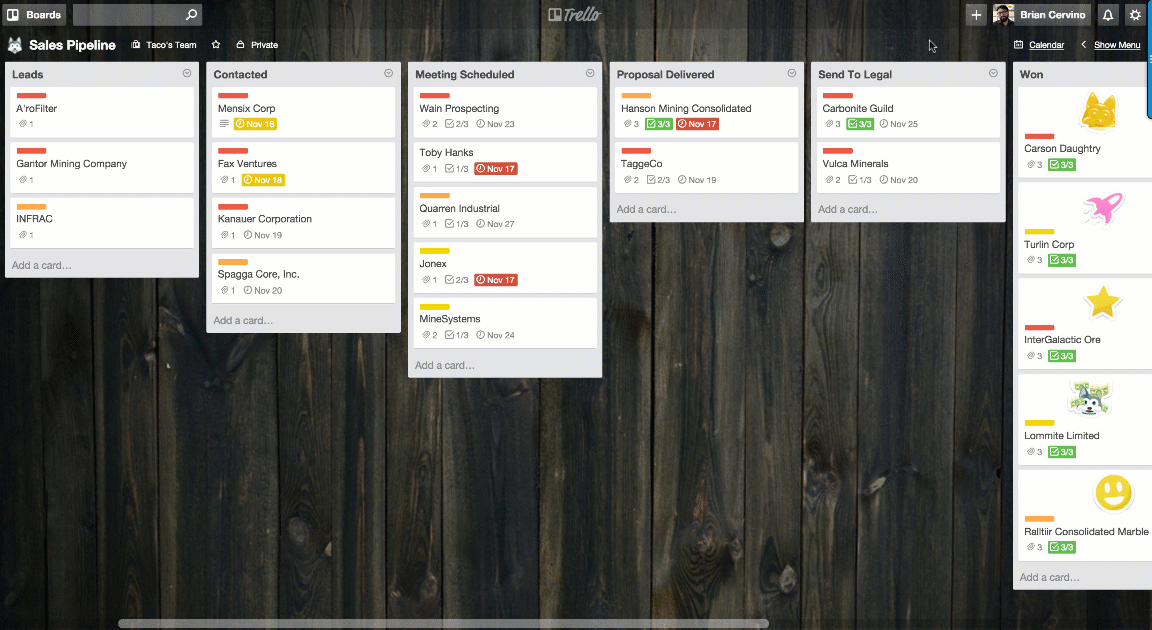 Boards
Trello
Brian Cervino
Sales Pipeline
Taco's Team
Private
Calendar
Show Menu
Leads
A'roFilter
1
Gantor Mining Company
1
INFRAC
1
Add a card…
Contacted
Mensix Corp
Nov 18
Fax Ventures
1 Nov 18
Kanauer Corporation
1 Nov 19
Spagga Core, Inc.
1 Nov 20
Add a card…
Meeting Scheduled
Wain Prospecting
2 2/3 Nov 23
Toby Hanks
1 1/3 Nov 17
Quarren Industrial
1 1/3 Nov 27
Jonex
1 2/3 Nov 17
MineSystems
2 1/3 Nov 24
Add a card…
Proposal Delivered
Hanson Mining Consolidated
3 3/3 Nov 17
TaggeCo
2 2/3 Nov 19
Add a card…
Send To Legal
Carbonite Guild
3 3/3 Nov 25
Vulca Minerals
2 1/3 Nov 20
Add a card…
Won
Carson Daughtry
3 3/3
Turlin Corp
3 3/3
InterGalactic Ore
3 3/3
Lommite Limited
3 3/3
Ralltiir Consolidated Marble
3 3/3
Add a card…